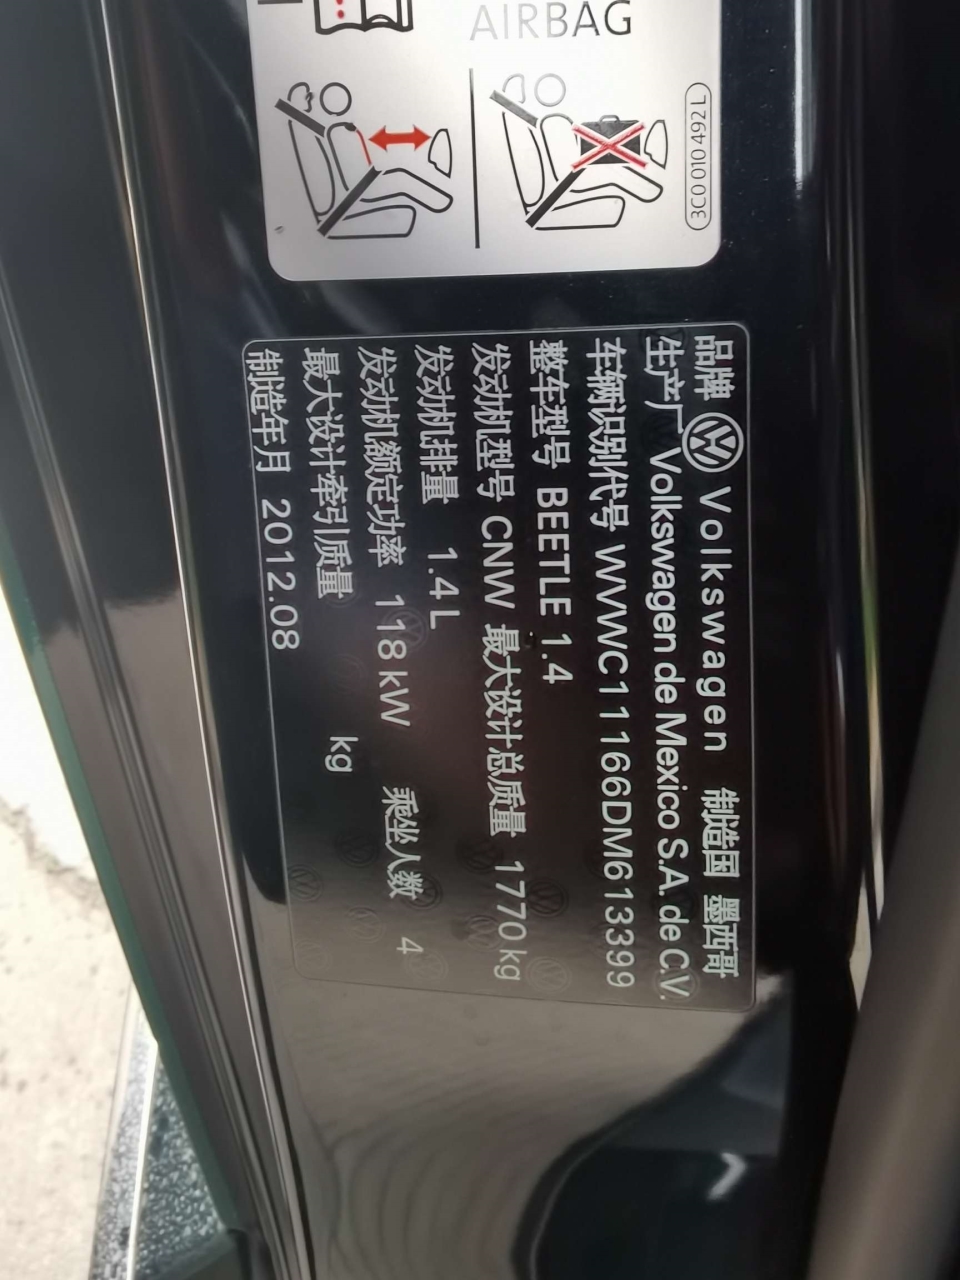 AIRBAG
3C0 010 492L
品牌 Volkswagen 制造国 墨西哥
生产厂 Volkswagen de Mexico S.A. de C.V.
车辆识别代号 WVWC11166DM613399
整车型号 BEETLE 1.4
发动机型号 CNW 最大设计总质量 1770 kg
发动机排量 1.4 L
发动机额定功率 118 kW 乘坐人数 4
最大设计牵引质量 kg
制造年月 2012.08